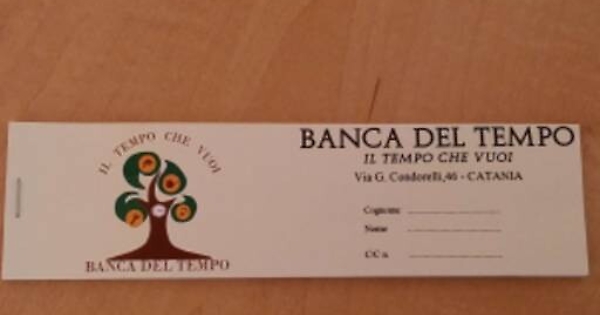 IL TEMPO CHE VUOI
BANCA DEL TEMPO
BANCA DEL TEMPO
IL TEMPO CHE VUOI
Via G. Condorelli,46 - CATANIA
Cognome
Nome
CC n.